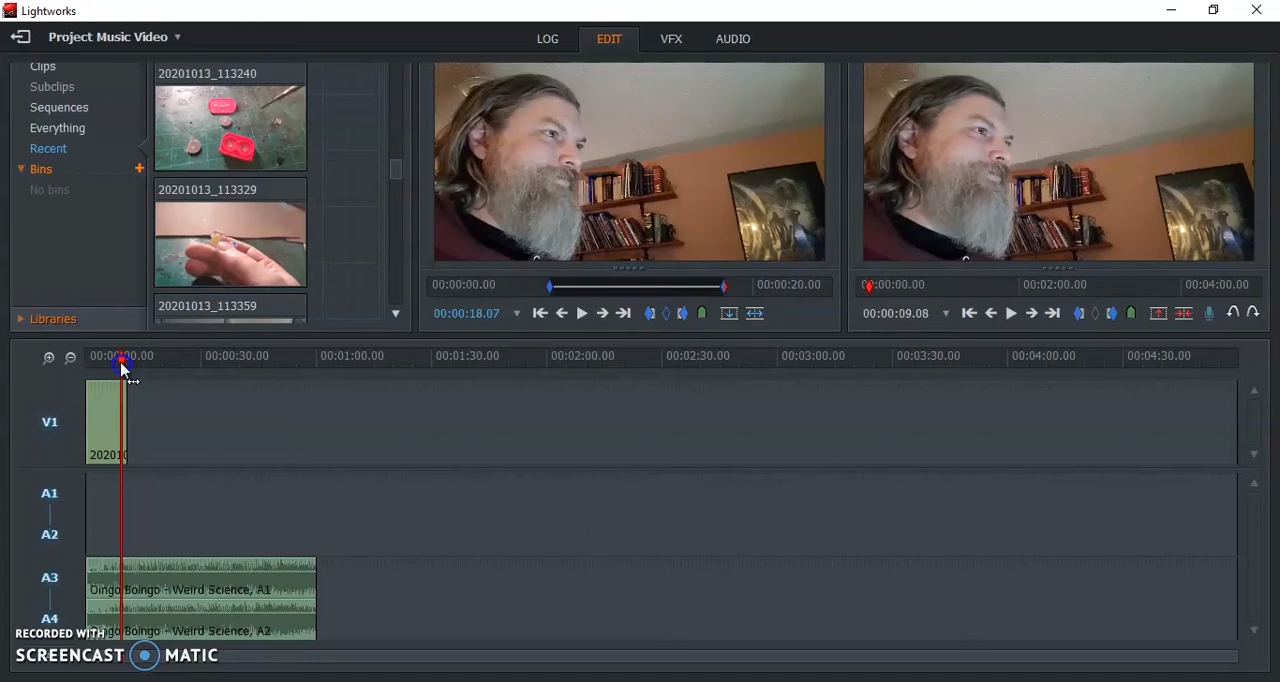 Lightworks
Project Music Video
LOG EDIT VFX AUDIO
Clips
Subclips
Sequences
Everything
Recent
Bins +
No bins
Libraries
20201013_113240
20201013_113329
20201013_113359
00:00:00.00 00:00:20.00
00:00:18.07
:00:00.00 00:02:00.00 00:04:00.00
00:00:09.08
00:00:00.00 00:00:30.00 00:01:00.00 00:01:30.00 00:02:00.00 00:02:30.00 00:03:00.00 00:03:30.00 00:04:00.00 00:04:30.00
V1
20201
A1
A2
A3
Oingo Boingo - Weird Science, A1
A4
Oingo Boingo - Weird Science, A2
RECORDED WITH
SCREENCAST MATIC